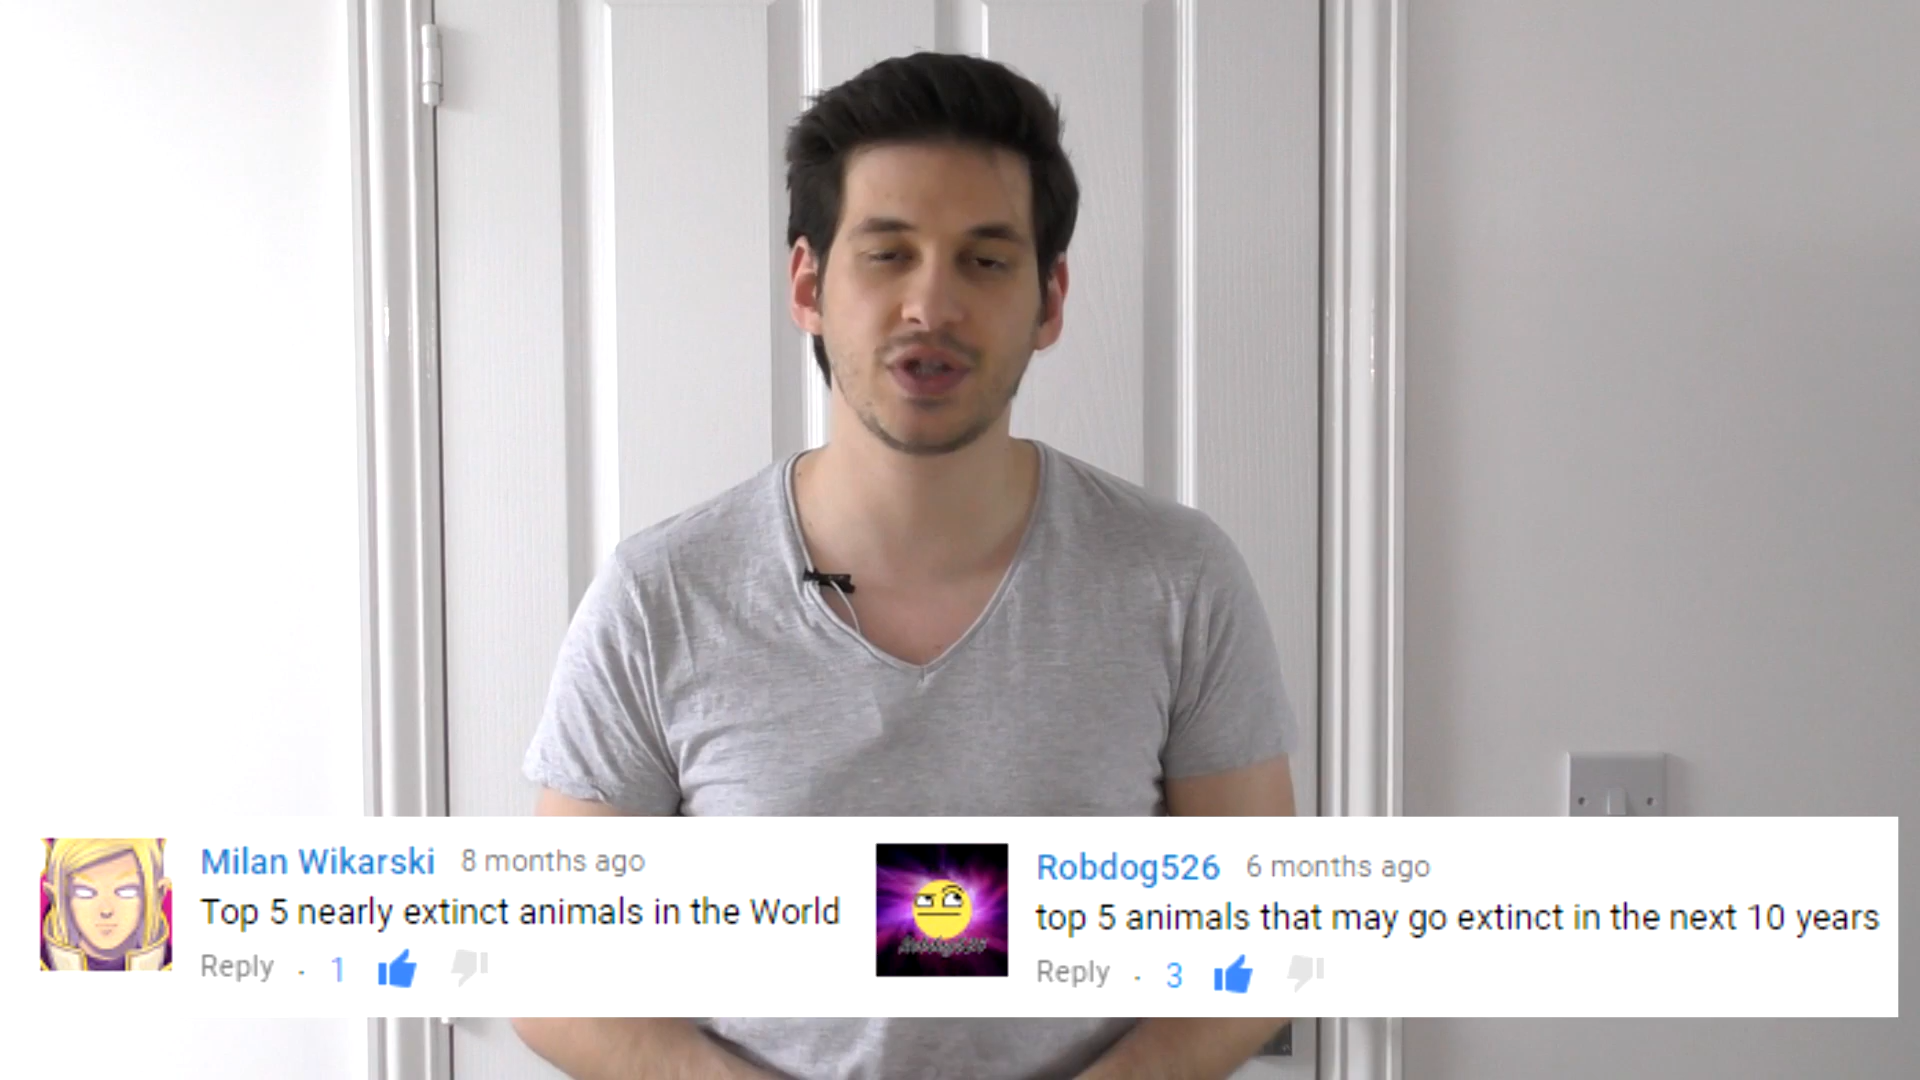 Milan Wikarski 8 months ago
Top 5 nearly extinct animals in the World
Reply . 1
Robdog526 6 months ago
top 5 animals that may go extinct in the next 10 years
Reply . 3